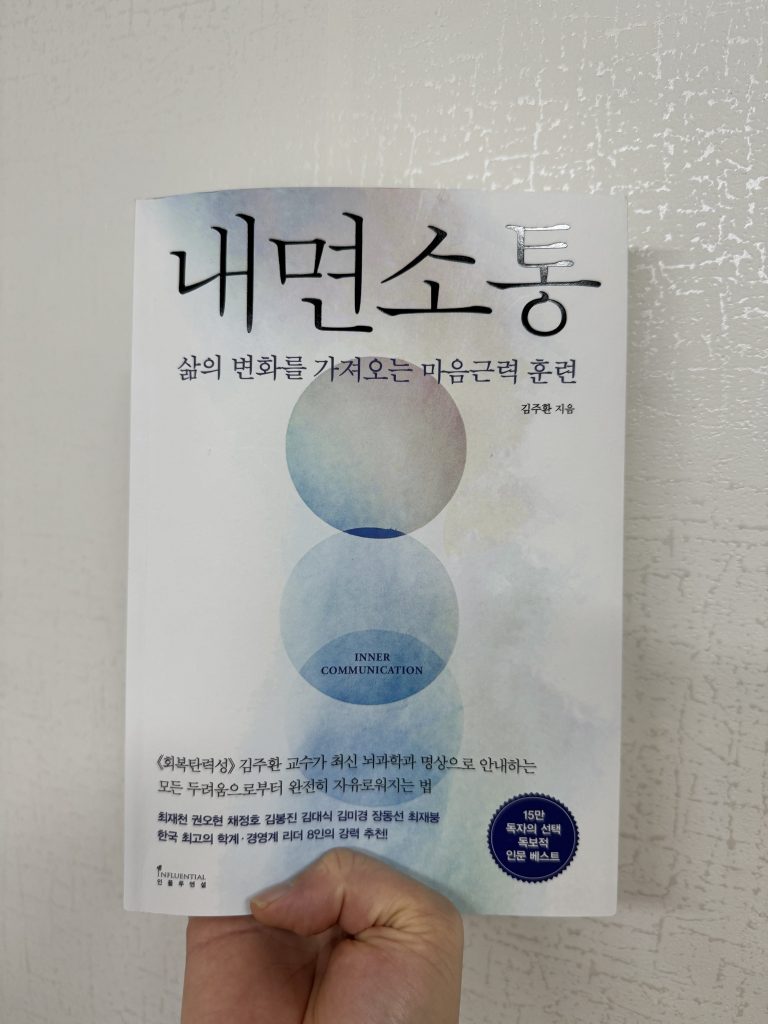 내면소통
삶의 변화를 가져오는 마음근력 훈련
김주환 지음
INNER
COMMUNICATION
《회복탄력성》 김주환 교수가 최신 뇌과학과 명상으로 안내하는
모든 두려움으로부터 완전히 자유로워지는 법
최재천 권오현 채정호 김봉진 김대식 김미경 장동선 최재붕
한국 최고의 학계·경영계 리더 8인의 강력 추천!
15만
독자의 선택
독보적
인문 베스트
INFLUENTIAL
인플루엔셜